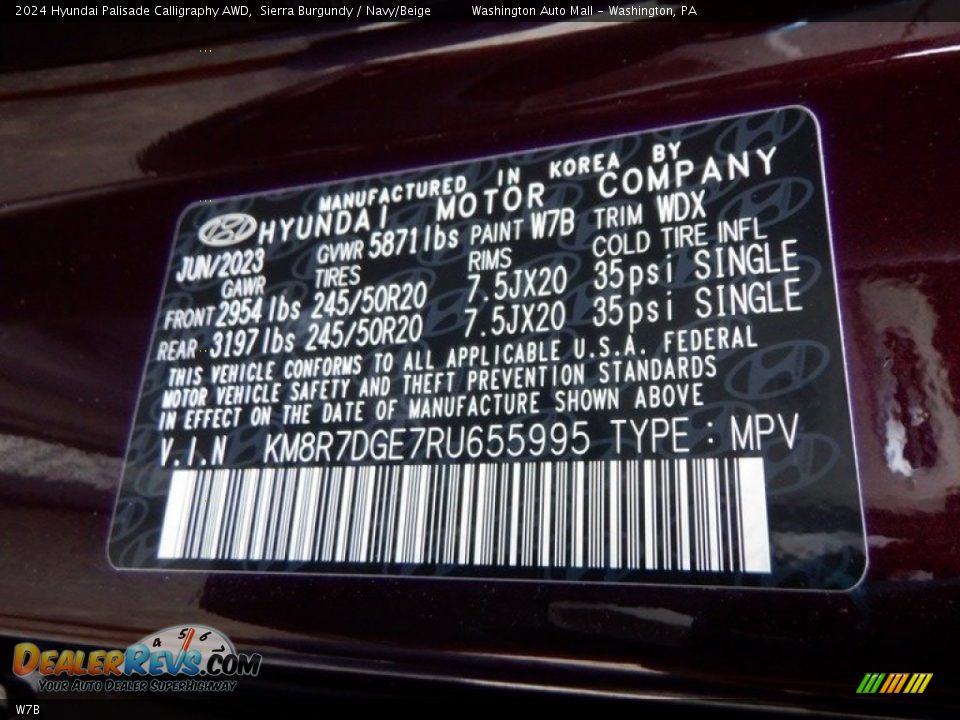 2024 Hyundai Palisade Calligraphy AWD, Sierra Burgundy / Navy/Beige Washington Auto Mall - Washington, PA
MANUFACTURED IN KOREA BY
HYUNDAI MOTOR COMPANY
JUN/2023 GVWR 5871lbs PAINT W7B TRIM WDX
GAWR TIRES RIMS COLD TIRE INFL
FRONT 2954lbs 245/50R20 7.5JX20 35psi SINGLE
REAR 3197lbs 245/50R20 7.5JX20 35psi SINGLE
THIS VEHICLE CONFORMS TO ALL APPLICABLE U.S.A. FEDERAL
MOTOR VEHICLE SAFETY AND THEFT PREVENTION STANDARDS
IN EFFECT ON THE DATE OF MANUFACTURE SHOWN ABOVE
V.I.N KM8R7DGE7RU655995 TYPE : MPV
4 5 6 7
DEALERREVS.COM
YOUR AUTO DEALER SUPERHIGHWAY
W7B